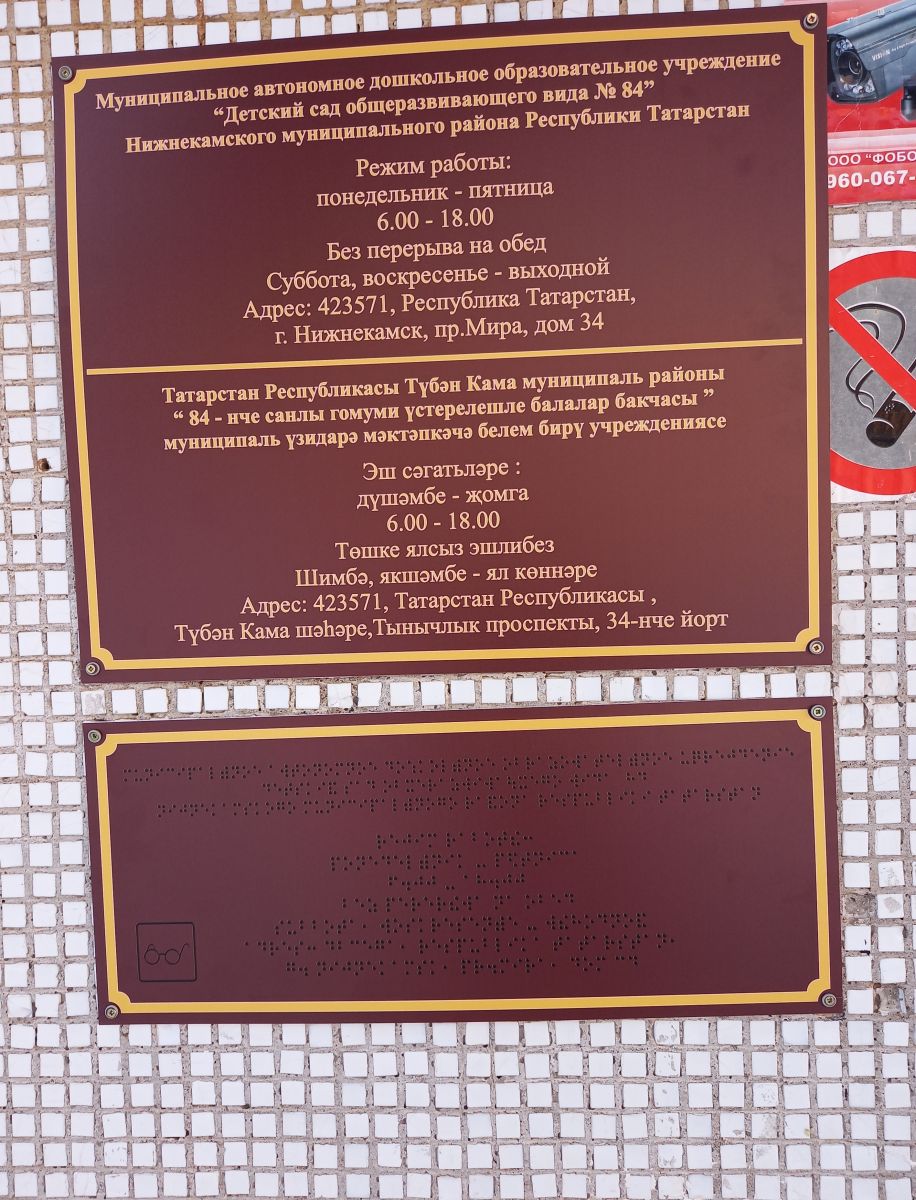 Муниципальное автономное дошкольное образовательное учреждение
“Детский сад общеразвивающего вида № 84”
Нижнекамского муниципального района Республики Татарстан
Режим работы:
понедельник - пятница
6.00 - 18.00
Без перерыва на обед
Суббота, воскресенье - выходной
Адрес: 423571, Республика Татарстан,
г. Нижнекамск, пр.Мира, дом 34
Татарстан Республикасы Түбән Кама муниципаль районы
“ 84 - нче санлы гомуми үстерелешле балалар бакчасы ”
муниципаль үзидарә мәктәпкәчә белем бирү учреждениясе
Эш сәгатьләре :
дүшәмбе - җомга
6.00 - 18.00
Төшке ялсыз эшлибез
Шимбә, якшәмбе - ял көннәре
Адрес: 423571, Татарстан Республикасы ,
Түбән Кама шәһәре,Тынычлык проспекты, 34-нче йорт
ООО “ФОБО
960-067-